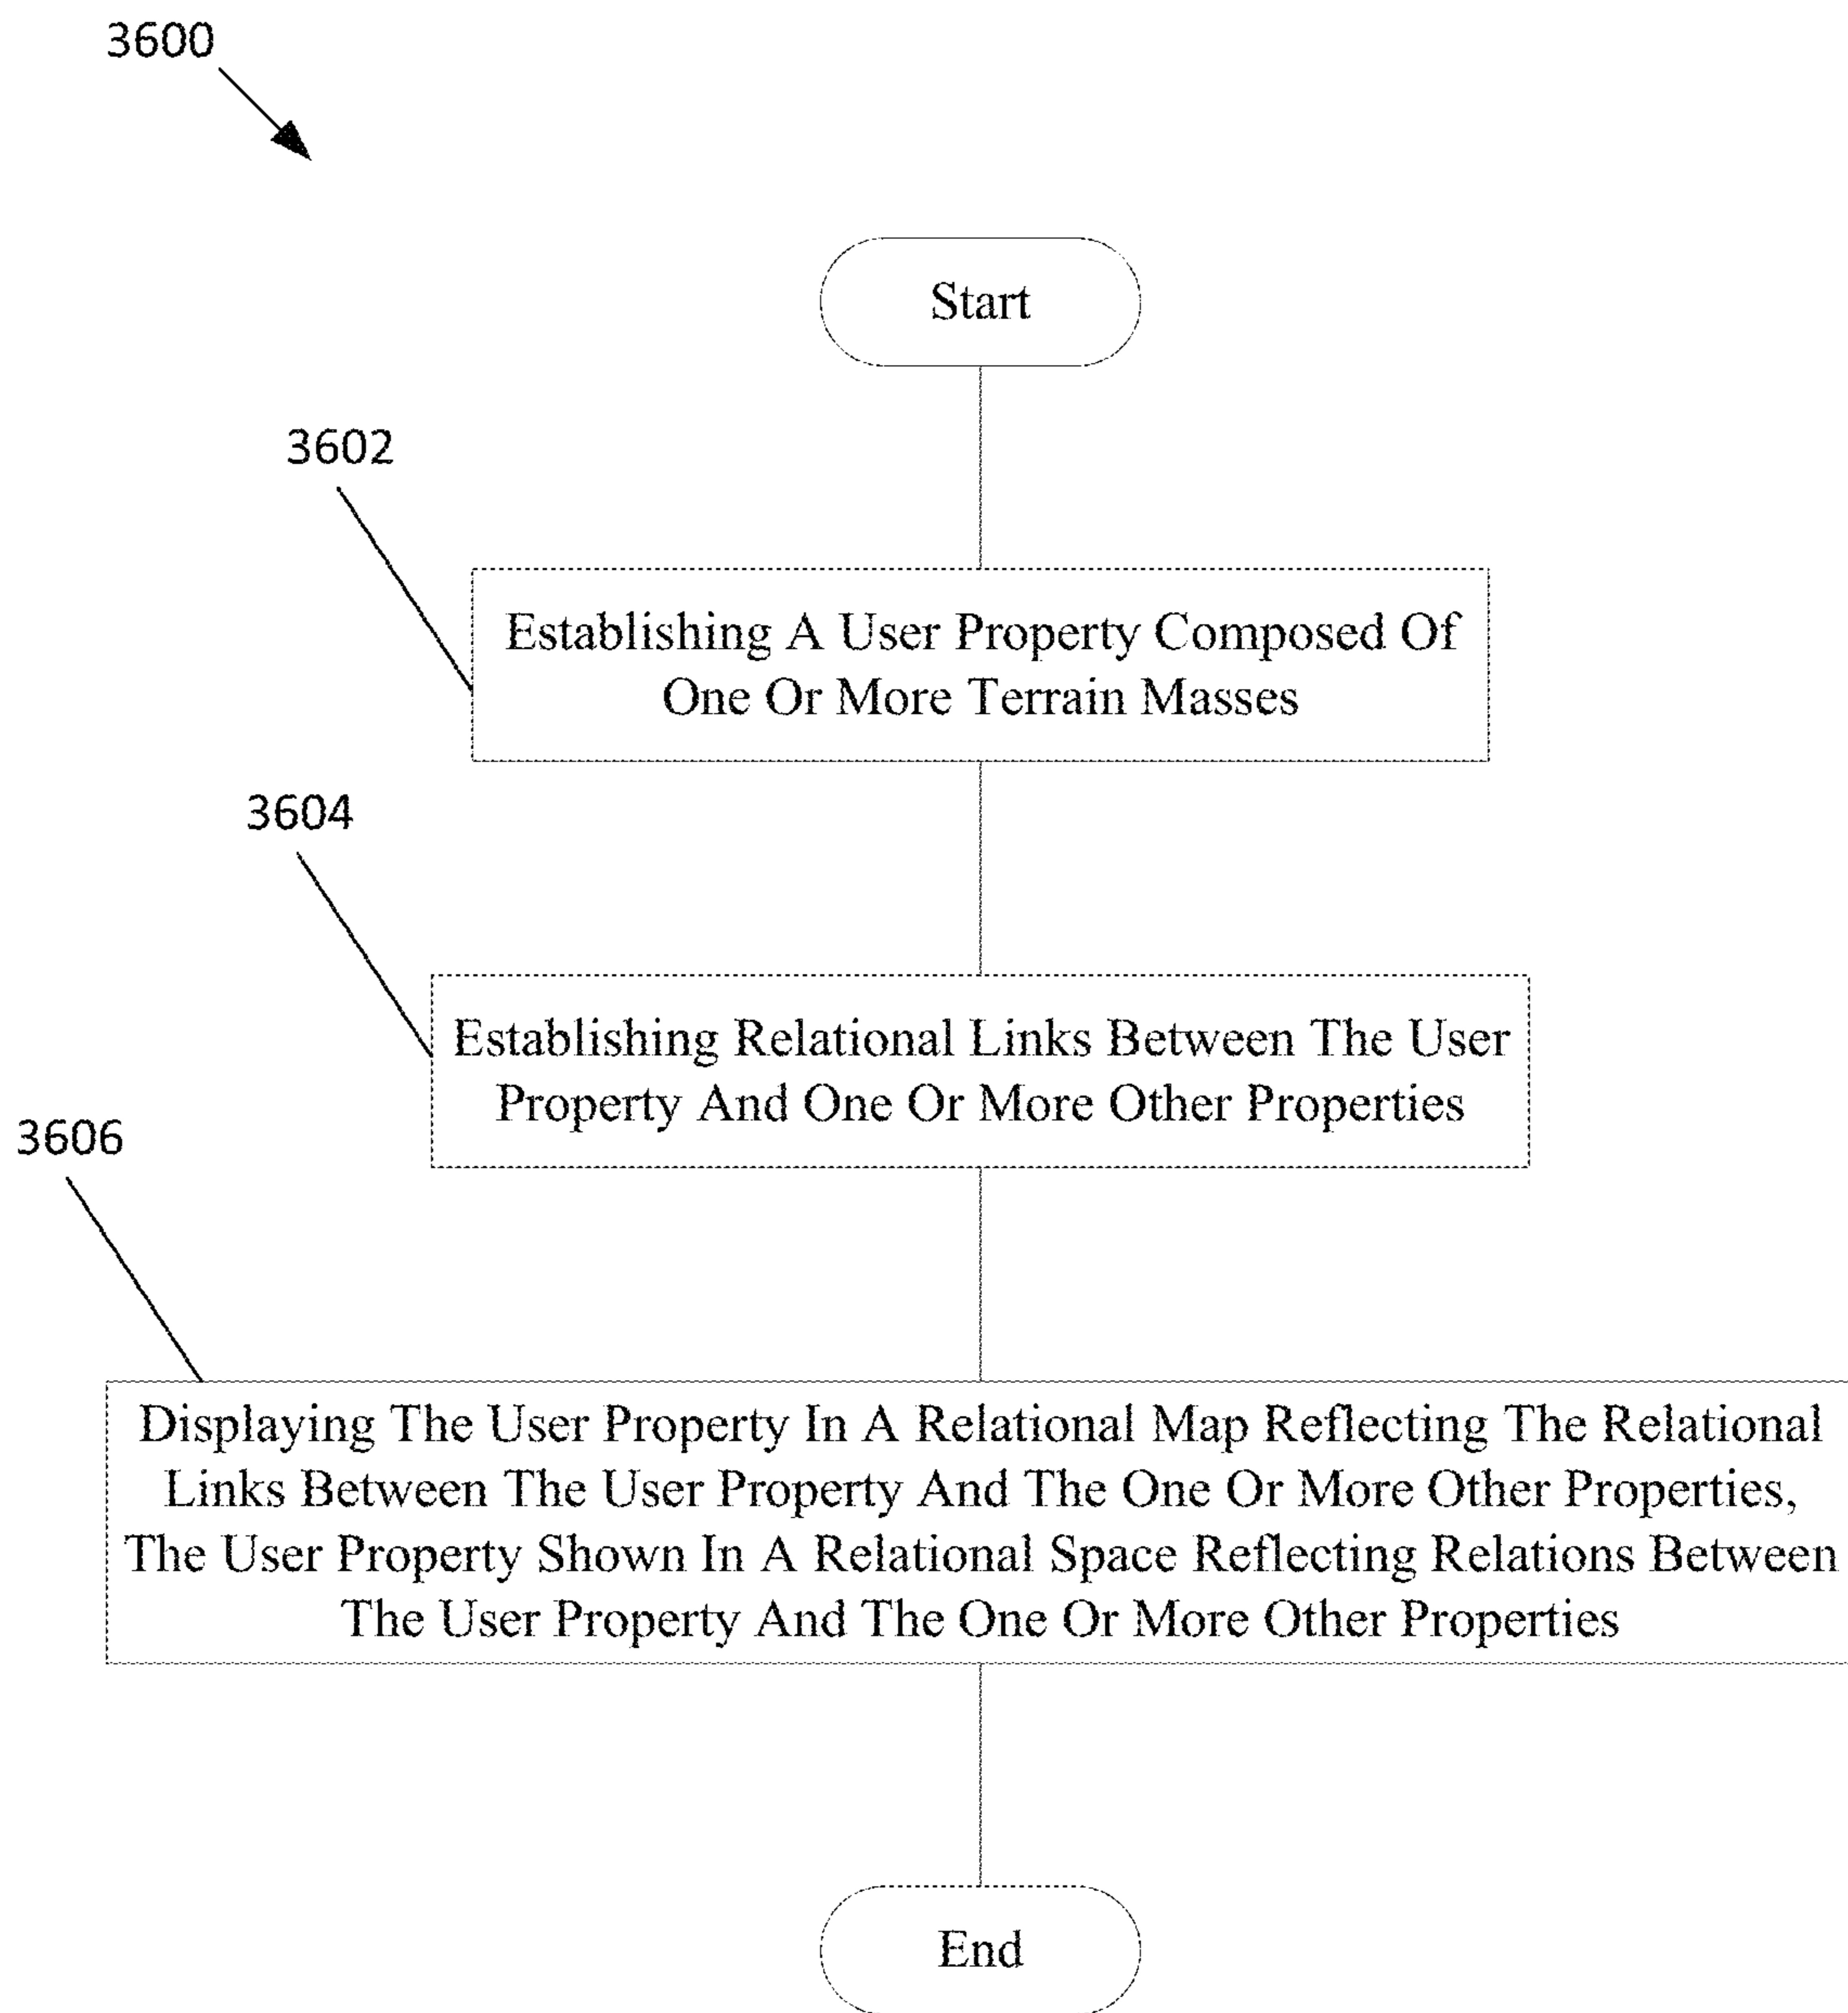 3600
Start
3602
Establishing A User Property Composed Of
One Or More Terrain Masses
3604
Establishing Relational Links Between The User
Property And One Or More Other Properties
3606
Displaying The User Property In A Relational Map Reflecting The Relational
Links Between The User Property And The One Or More Other Properties,
The User Property Shown In A Relational Space Reflecting Relations Between
The User Property And The One Or More Other Properties
End